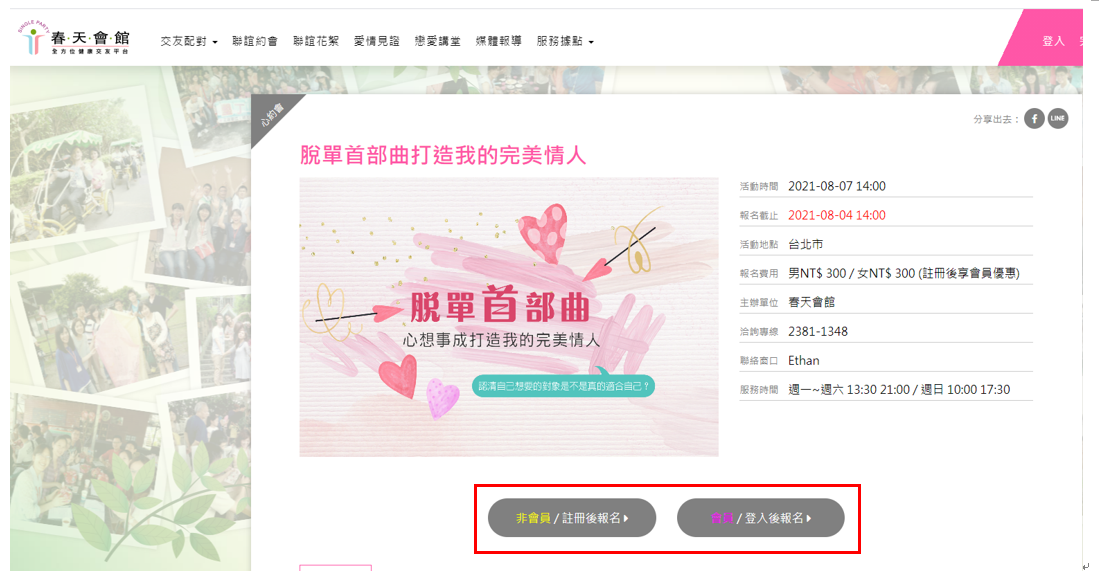 SINGLE PARTY
春·天·會·館
全方位健康交友平台
交友配對 聯誼約會 聯誼花絮 愛情見證 戀愛講堂 媒體報導 服務據點
登入
心約會
分享出去：
f LINE
脫單首部曲打造我的完美情人
脫單首部曲
心想事成打造我的完美情人
認清自己想要的對象是不是真的適合自己？
活動時間 2021-08-07 14:00
報名截止 2021-08-04 14:00
活動地點 台北市
報名費用 男NT$ 300 / 女NT$ 300 (註冊後享會員優惠)
主辦單位 春天會館
洽詢專線 2381-1348
聯絡窗口 Ethan
服務時間 週一~週六 13:30 21:00 / 週日 10:00 17:30
非會員 / 註冊後報名
會員 / 登入後報名